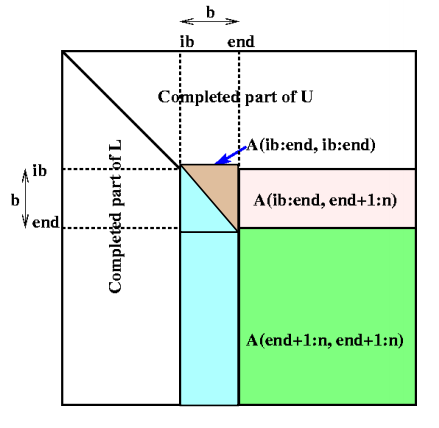 b
ib end
Completed part of U
A(ib:end, ib:end)
ib
b
end
Completed part of L
A(ib:end, end+1:n)
A(end+1:n, end+1:n)